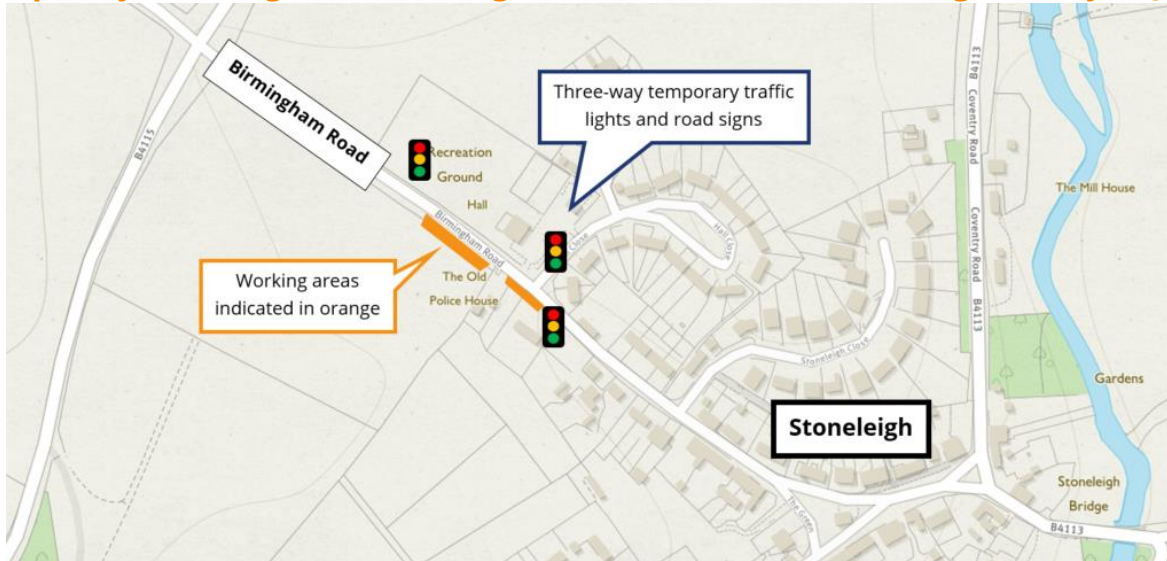 Birmingham Road
Three-way temporary traffic
lights and road signs
Recreation
Ground
Hall
Birmingham Road
Close
Hall Close
Working areas
indicated in orange
The Old
Police House
B4115
B4115
B4113
Coventry Road
Coventry Road
B4113
The Mill House
Gardens
Stoneleigh Close
Stoneleigh
The Green
Stoneleigh
Bridge
B4113